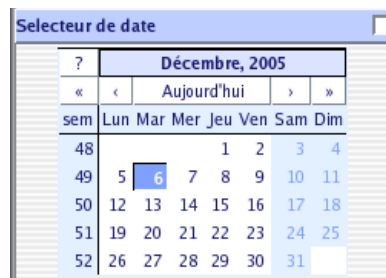 Selecteur de date
? Décembre, 2005
« ‹ Aujourd'hui › »
sem Lun Mar Mer Jeu Ven Sam Dim
48 1 2 3 4
49 5 6 7 8 9 10 11
50 12 13 14 15 16 17 18
51 19 20 21 22 23 24 25
52 26 27 28 29 30 31